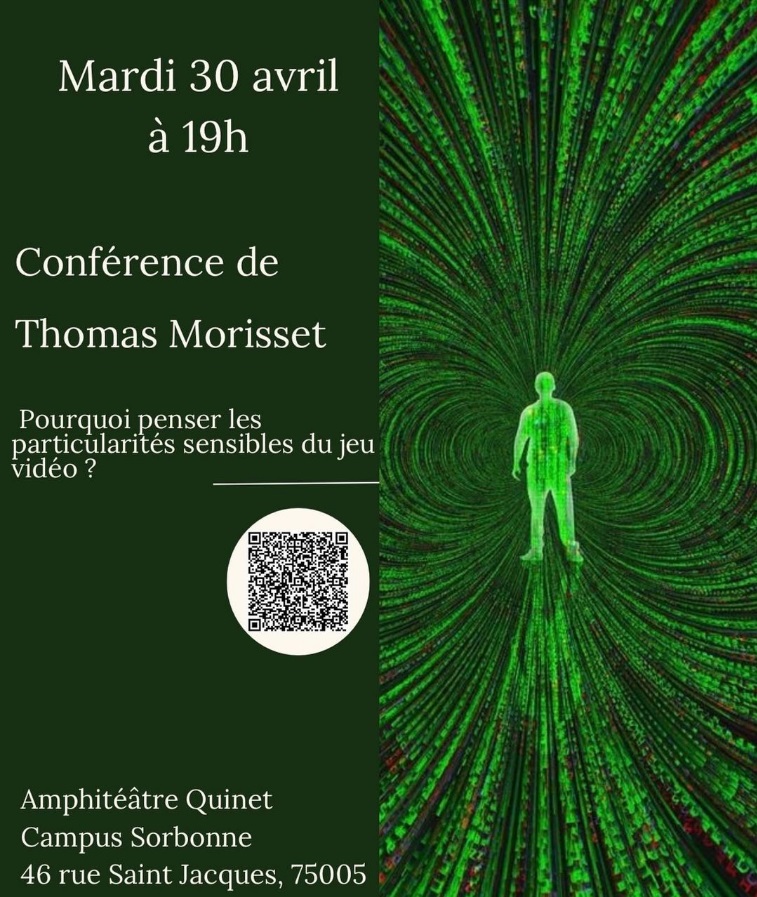 Mardi 30 avril
à 19h
Conférence de
Thomas Morisset
Pourquoi penser les
particularités sensibles du jeu
vidéo ?
Amphitéâtre Quinet
Campus Sorbonne
46 rue Saint Jacques, 75005